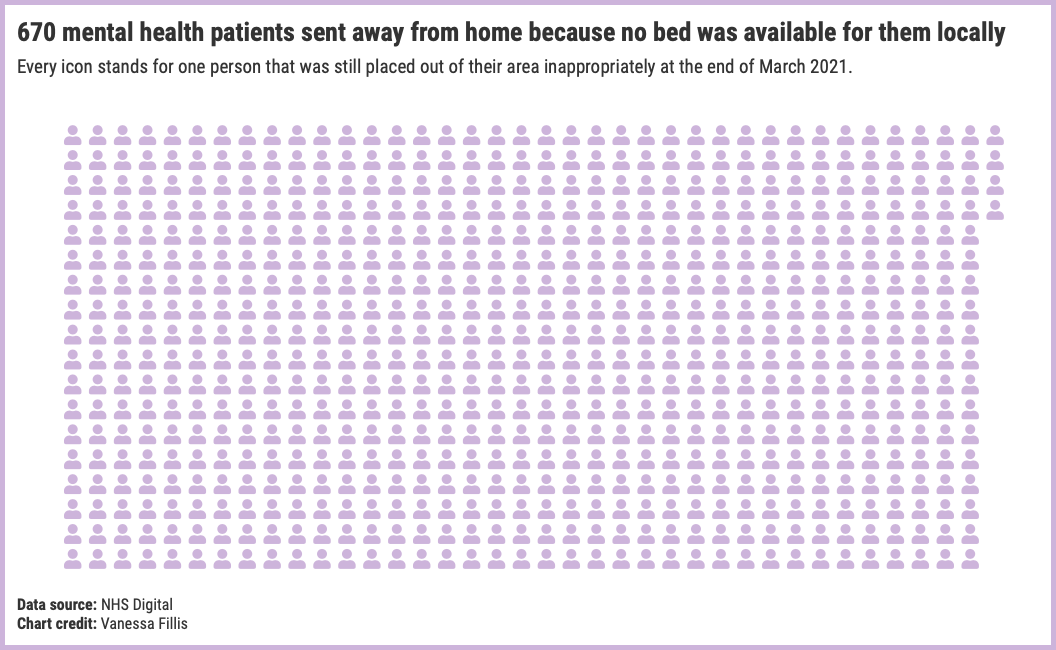 670 mental health patients sent away from home because no bed was available for them locally
Every icon stands for one person that was still placed out of their area inappropriately at the end of March 2021.
Data source: NHS Digital
Chart credit: Vanessa Fillis